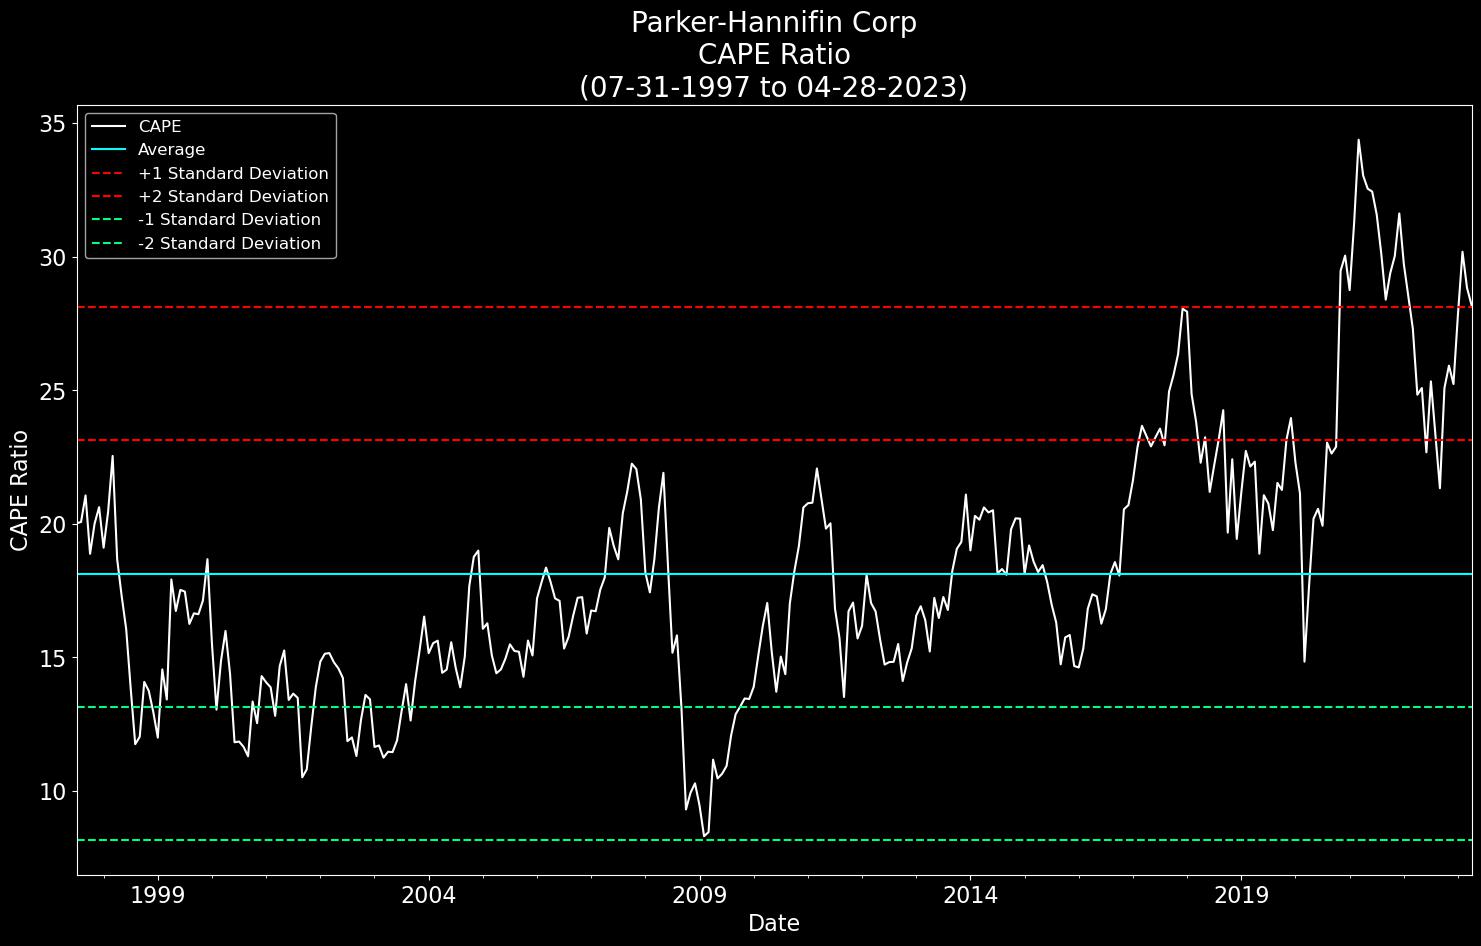 Parker-Hannifin Corp
CAPE Ratio
(07-31-1997 to 04-28-2023)
CAPE
Average
+1 Standard Deviation
+2 Standard Deviation
-1 Standard Deviation
-2 Standard Deviation
CAPE Ratio
35
30
25
20
15
10
1999
2004
2009
2014
2019
Date